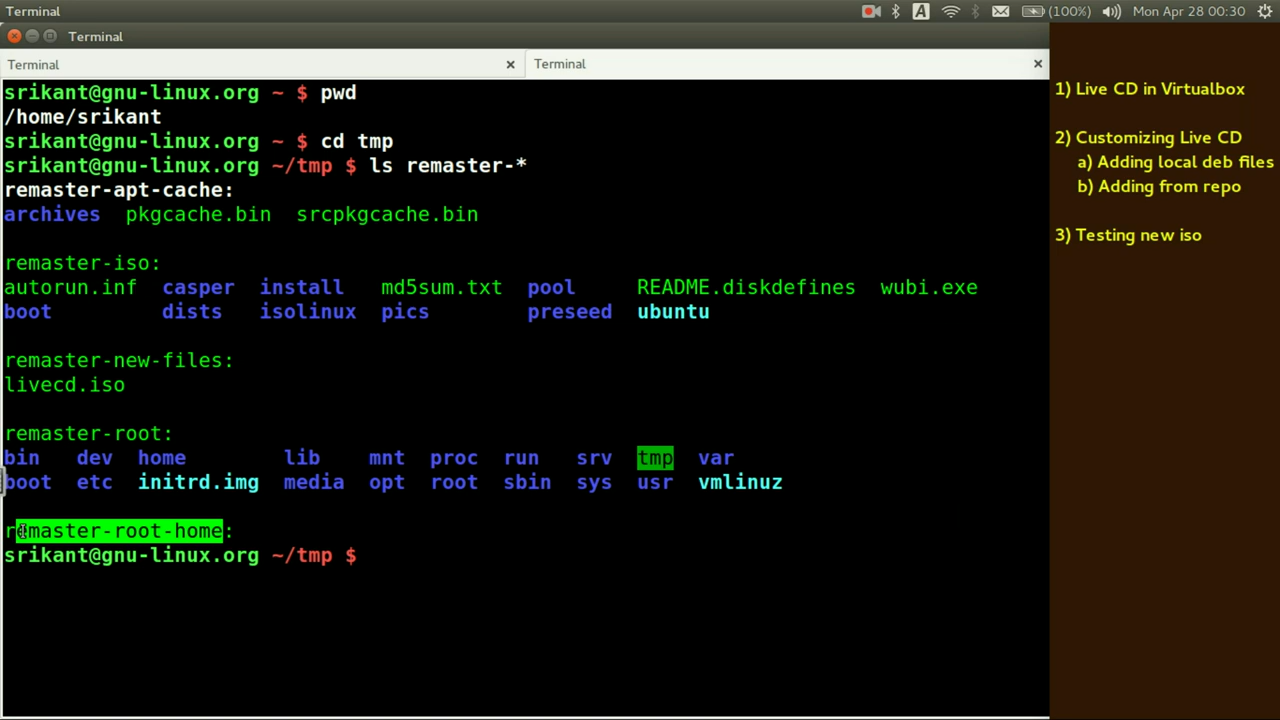 Terminal
A
(100%)
Mon Apr 28 00:30
Terminal
Terminal
Terminal
srikant@gnu-linux.org ~ $ pwd
/home/srikant
srikant@gnu-linux.org ~ $ cd tmp
srikant@gnu-linux.org ~/tmp $ ls remaster-*
remaster-apt-cache:
archives pkgcache.bin srcpkgcache.bin
remaster-iso:
autorun.inf casper install md5sum.txt pool README.diskdefines wubi.exe
boot dists isolinux pics preseed ubuntu
remaster-new-files:
livecd.iso
remaster-root:
bin dev home lib mnt proc run srv tmp var
boot etc initrd.img media opt root sbin sys usr vmlinuz
remaster-root-home:
srikant@gnu-linux.org ~/tmp $
1) Live CD in Virtualbox
2) Customizing Live CD
a) Adding local deb files
b) Adding from repo
3) Testing new iso